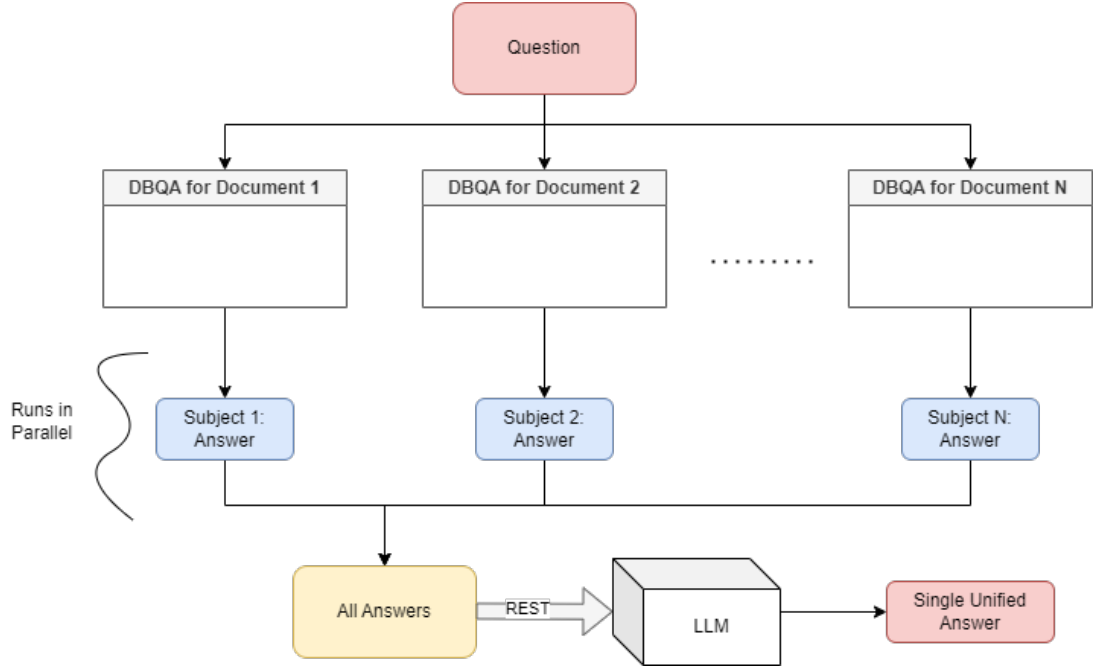 Question
DBQA for Document 1
DBQA for Document 2
DBQA for Document N
.........
Runs in
Parallel
Subject 1:
Answer
Subject 2:
Answer
Subject N:
Answer
All Answers
REST
LLM
Single Unified
Answer